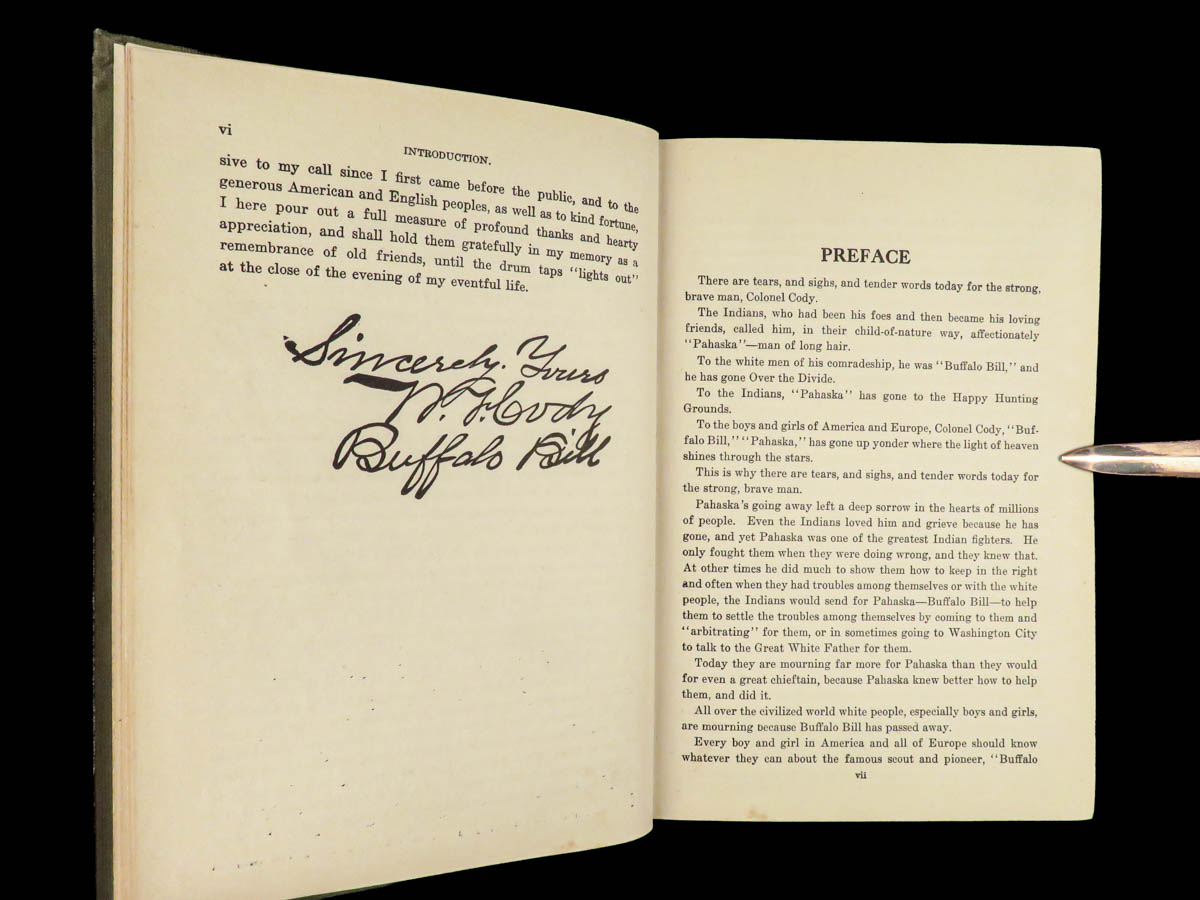 vi
INTRODUCTION.
sive to my call since I first came before the public, and to the
generous American and English peoples, as well as to kind fortune,
I here pour out a full measure of profound thanks and hearty
appreciation, and shall hold them gratefully in my memory as a
remembrance of old friends, until the drum taps "lights out"
at the close of the evening of my eventful life.
Sincerely. Yours
W. F. Cody
Buffalo Bill
PREFACE
There are tears, and sighs, and tender words today for the strong,
brave man, Colonel Cody.
The Indians, who had been his foes and then became his loving
friends, called him, in their child-of-nature way, affectionately
"Pahaska"—man of long hair.
To the white men of his comradeship, he was "Buffalo Bill," and
he has gone Over the Divide.
To the Indians, "Pahaska" has gone to the Happy Hunting
Grounds.
To the boys and girls of America and Europe, Colonel Cody, "Buf-
falo Bill," "Pahaska," has gone up yonder where the light of heaven
shines through the stars.
This is why there are tears, and sighs, and tender words today for
the strong, brave man.
Pahaska's going away left a deep sorrow in the hearts of millions
of people. Even the Indians loved him and grieve because he has
gone, and yet Pahaska was one of the greatest Indian fighters. He
only fought them when they were doing wrong, and they knew that.
At other times he did much to show them how to keep in the right
and often when they had troubles among themselves or with the white
people, the Indians would send for Pahaska—Buffalo Bill—to help
them to settle the troubles among themselves by coming to them and
"arbitrating" for them, or in sometimes going to Washington City
to talk to the Great White Father for them.
Today they are mourning far more for Pahaska than they would
for even a great chieftain, because Pahaska knew better how to help
them, and did it.
All over the civilized world white people, especially boys and girls,
are mourning because Buffalo Bill has passed away.
Every boy and girl in America and all of Europe should know
whatever they can about the famous scout and pioneer, "Buffalo
vii